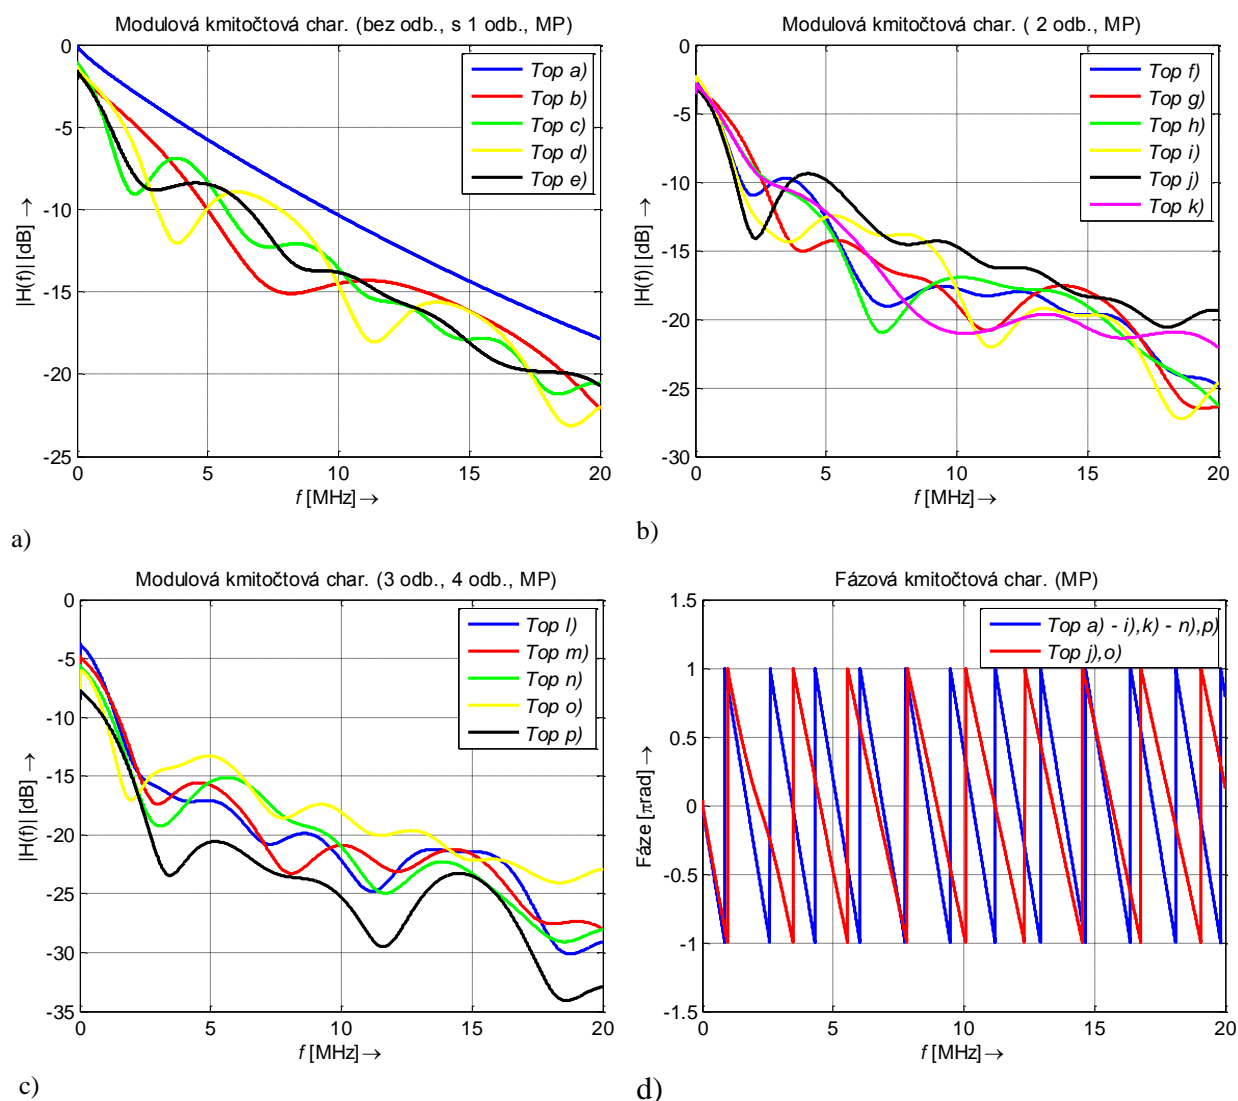 Modulová kmitočtová char. (bez odb., s 1 odb., MP)
0
-5
-10
-15
-20
-25
|H(f)| [dB] →
0 5 10 15 20
f [MHz] →
Top a)
Top b)
Top c)
Top d)
Top e)
a)
Modulová kmitočtová char. ( 2 odb., MP)
0
-5
-10
-15
-20
-25
-30
|H(f)| [dB] →
0 5 10 15 20
f [MHz] →
Top f)
Top g)
Top h)
Top i)
Top j)
Top k)
b)
Modulová kmitočtová char. (3 odb., 4 odb., MP)
0
-5
-10
-15
-20
-25
-30
-35
|H(f)| [dB] →
0 5 10 15 20
f [MHz] →
Top l)
Top m)
Top n)
Top o)
Top p)
c)
Fázová kmitočtová char. (MP)
1.5
1
0.5
0
-0.5
-1
-1.5
Fáze [πrad] →
0 5 10 15 20
f [MHz] →
Top a) - i),k) - n),p)
Top j),o)
d)